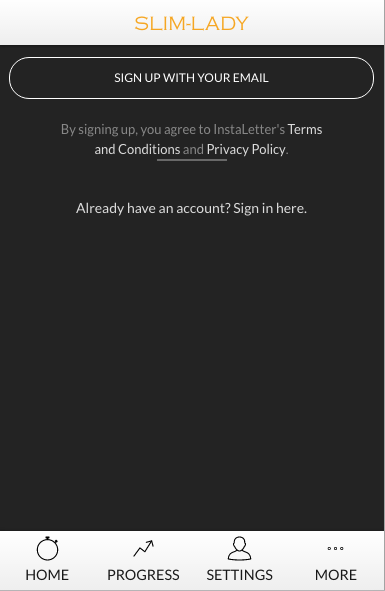 SLIM-LADY
SIGN UP WITH YOUR EMAIL
By signing up, you agree to InstaLetter's Terms
and Conditions and Privacy Policy.
Already have an account? Sign in here.
HOME PROGRESS SETTINGS MORE